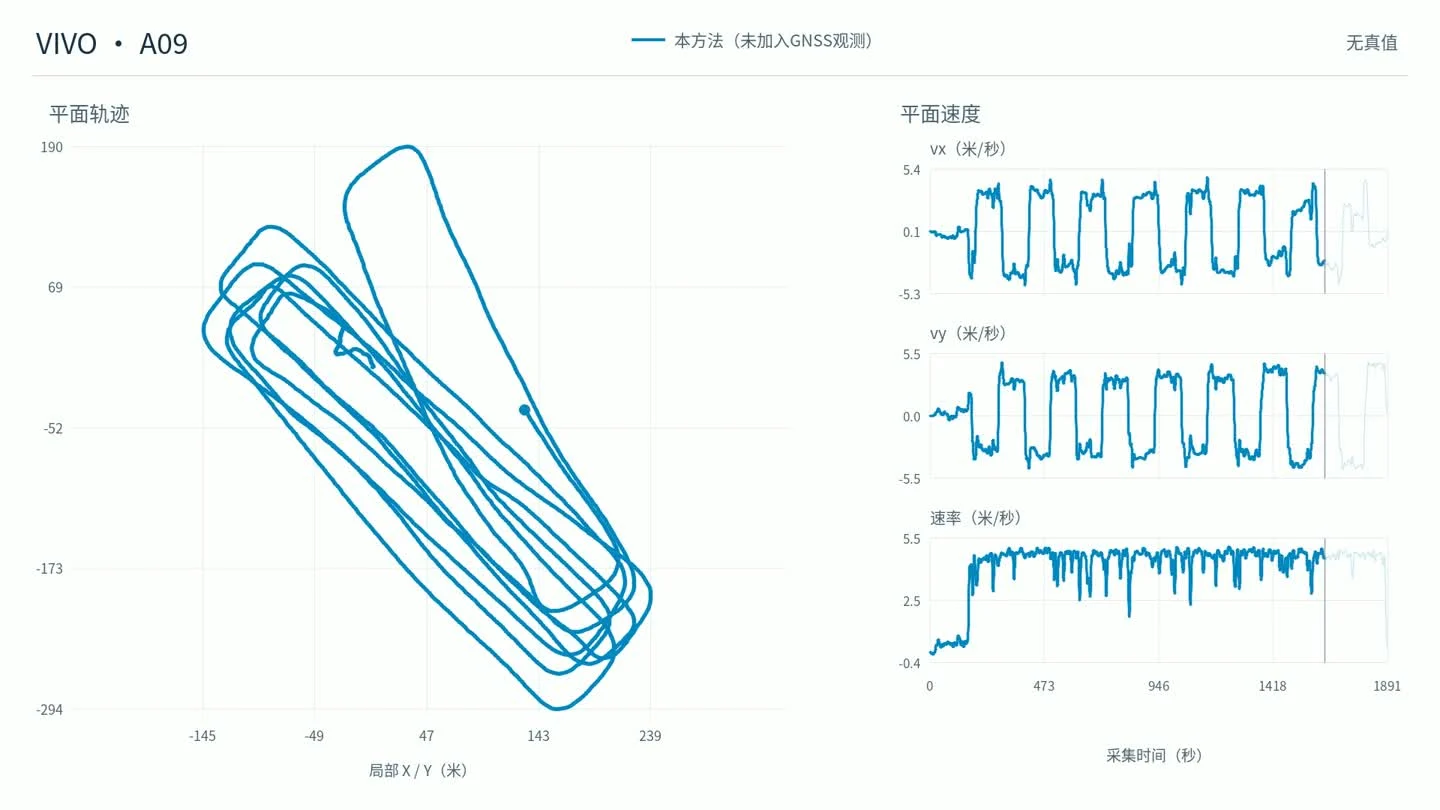 VIVO • A09
本方法（未加入GNSS观测）
无真值
平面轨迹
190
69
-52
-173
-294
-145 -49 47 143 239
局部 X / Y（米）
平面速度
vx（米/秒）
5.4
0.1
-5.3
vy（米/秒）
5.5
0.0
-5.5
速率（米/秒）
5.5
2.5
-0.4
0 473 946 1418 1891
采集时间（秒）